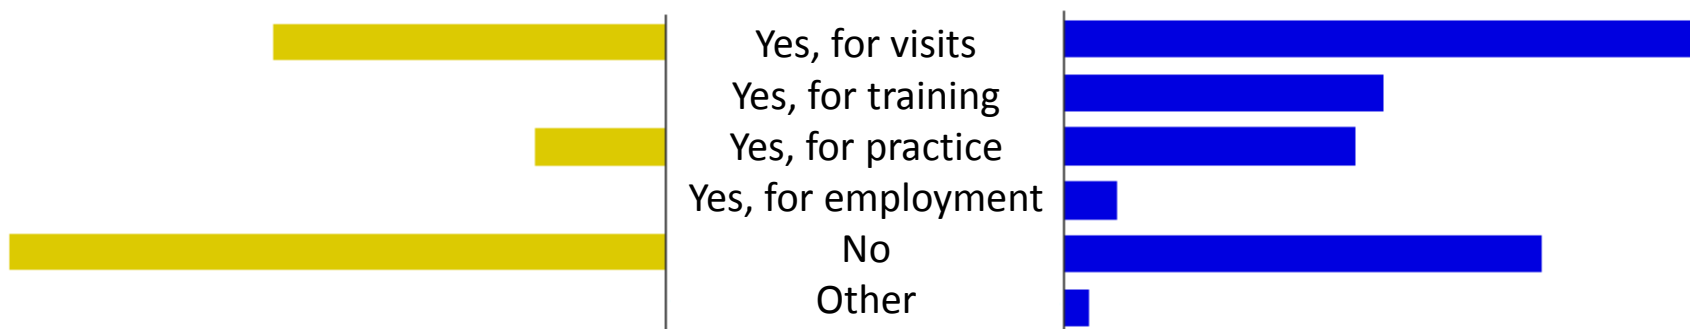 Yes, for visits
Yes, for training
Yes, for practice
Yes, for employment
No
Other